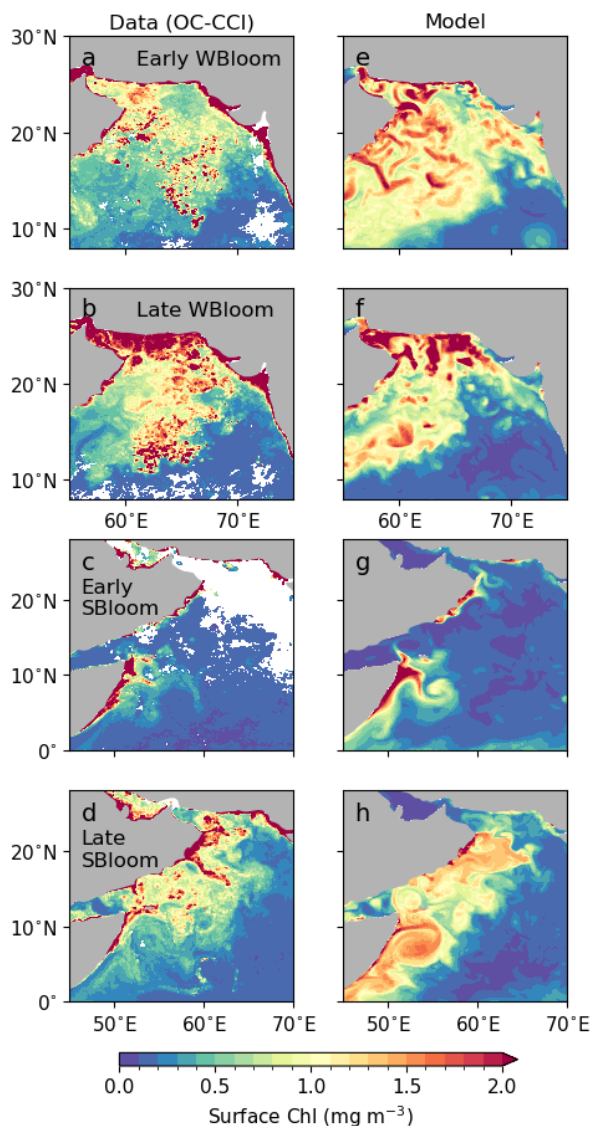 Data (OC-CCI) Model
30°N
a Early WBloom e
20°N
10°N
30°N
b Late WBloom f
20°N
10°N
60°E 70°E 60°E 70°E
c g
Early
SBloom
20°N
10°N
0°
d h
Late
SBloom
20°N
10°N
0°
50°E 60°E 70°E 50°E 60°E 70°E
0.0 0.5 1.0 1.5 2.0
Surface Chl (mg m⁻³)